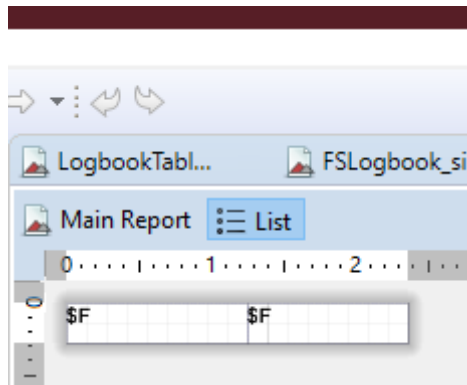 LogbookTabl... FSLogbook_si
Main Report List
0 1 2
0
$F $F